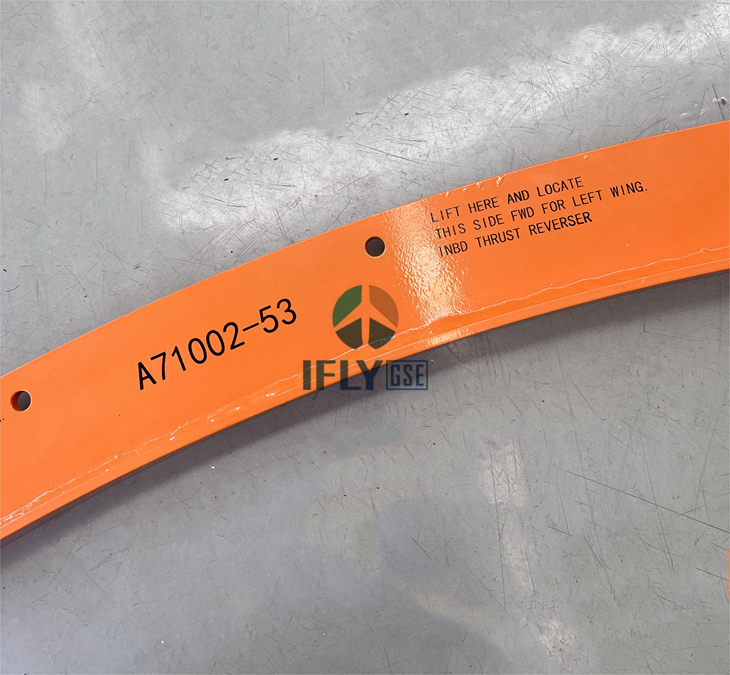 LIFT HERE AND LOCATE
THIS SIDE FWD FOR LEFT WING.
INBD THRUST REVERSER
A71002-53
IFLY GSE